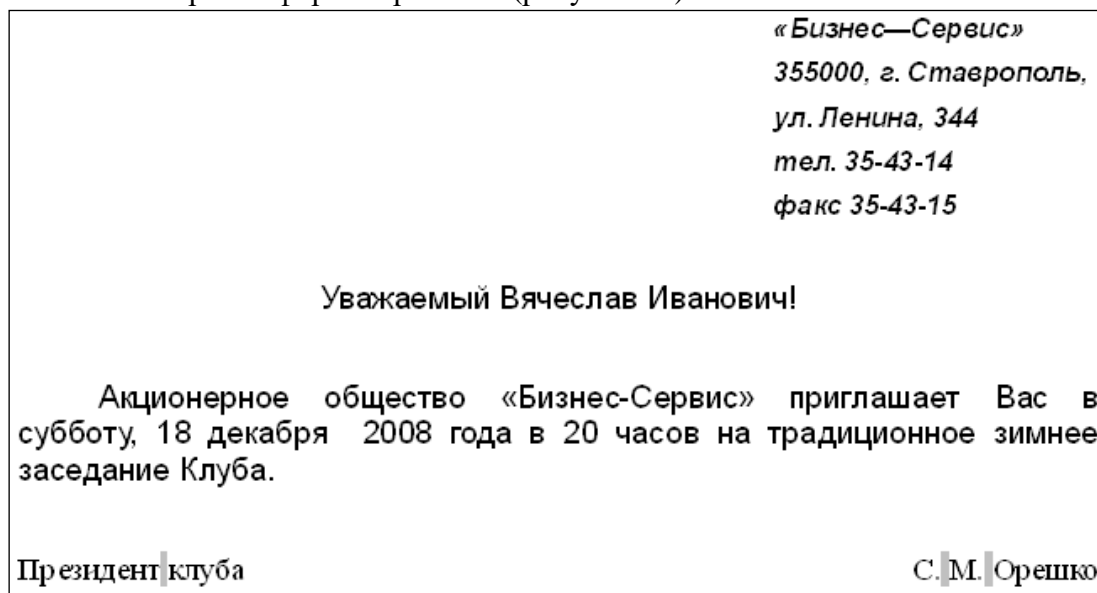 «Бизнес—Сервис»
355000, г. Ставрополь,
ул. Ленина, 344
тел. 35-43-14
факс 35-43-15
Уважаемый Вячеслав Иванович!
Акционерное общество «Бизнес-Сервис» приглашает Вас в
субботу, 18 декабря 2008 года в 20 часов на традиционное зимнее
заседание Клуба.
Президент клуба С. М. Орешко